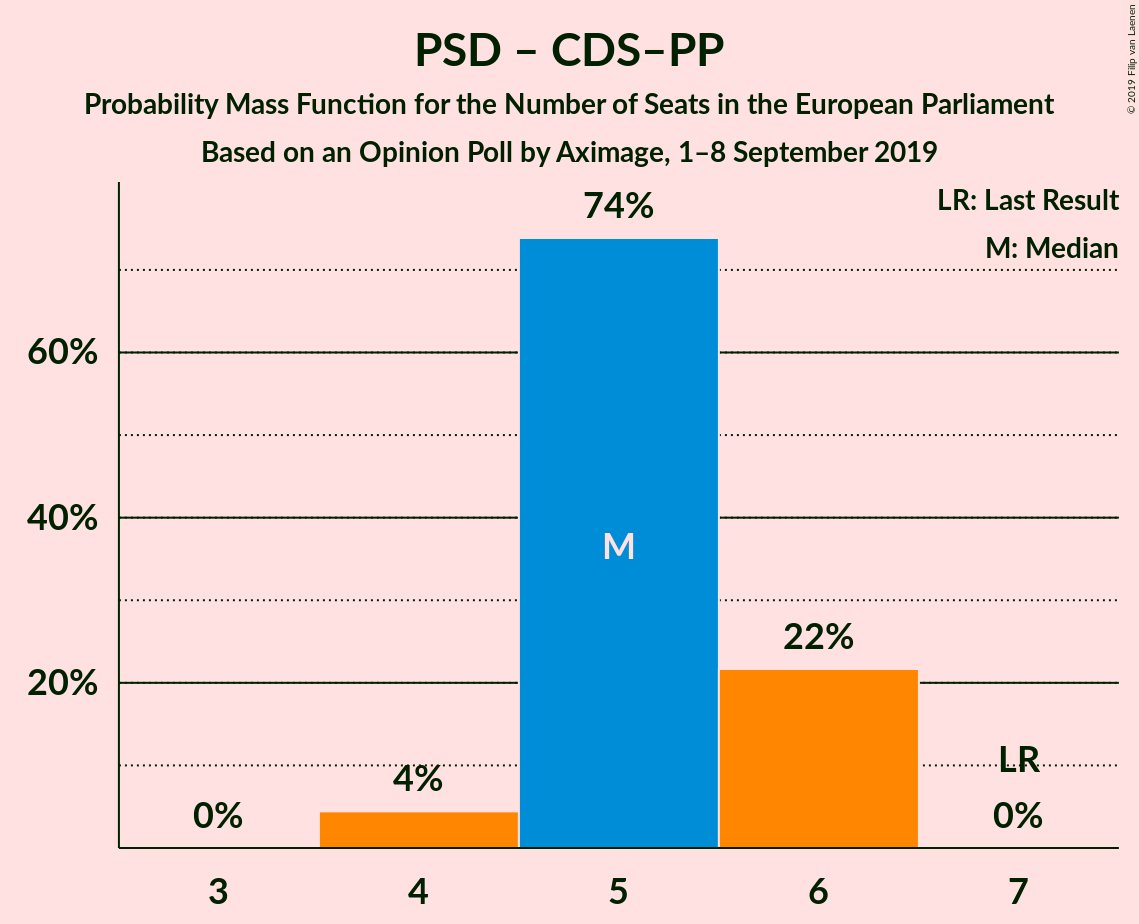 PSD – CDS–PP
Probability Mass Function for the Number of Seats in the European Parliament
Based on an Opinion Poll by Aximage, 1–8 September 2019
© 2019 Filip van Laenen
LR: Last Result
M: Median
74%
60%
40%
M
22%
20%
LR
4%
0%
0%
3 4 5 6 7